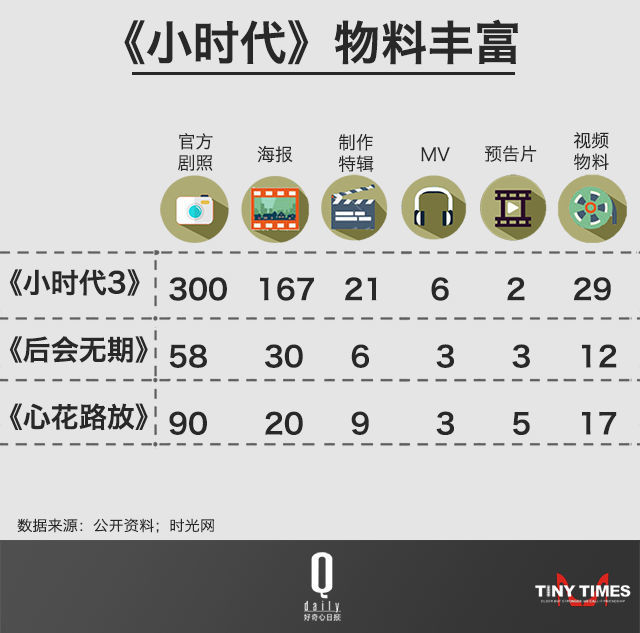 《小时代》物料丰富
官方剧照 海报 制作特辑 MV 预告片 视频物料
《小时代3》 300 167 21 6 2 29
《后会无期》 58 30 6 3 3 12
《心花路放》 90 20 9 3 5 17
数据来源：公开资料；时光网
Q
daily
好奇心日报
TINY TIMES